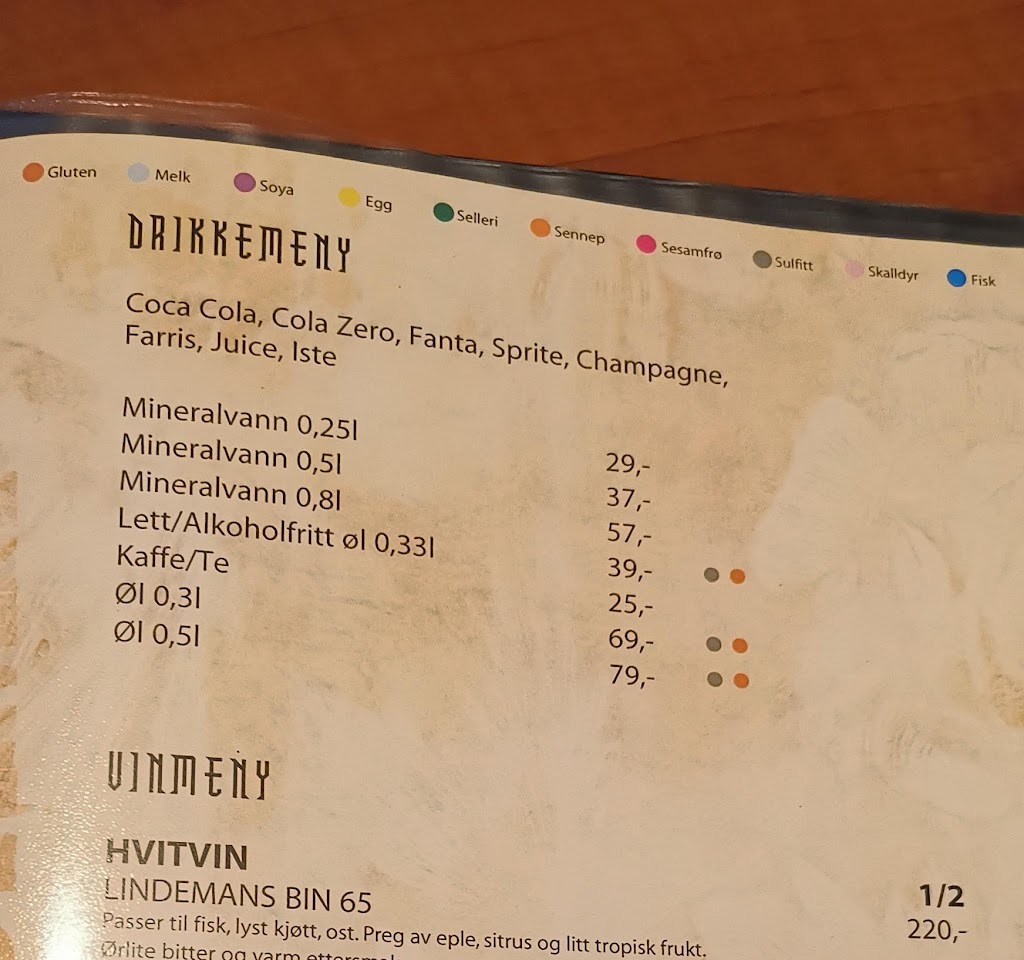 Gluten Melk Soya Egg Selleri Sennep Sesamfrø Sulfitt Skalldyr Fisk
DRIKKEMENY
Coca Cola, Cola Zero, Fanta, Sprite, Champagne,
Farris, Juice, Iste
Mineralvann 0,25l 29,-
Mineralvann 0,5l 37,-
Mineralvann 0,8l 57,-
Lett/Alkoholfritt øl 0,33l 39,-
Kaffe/Te 25,-
Øl 0,3l 69,-
Øl 0,5l 79,-
VINMENY
HVITVIN 1/2
LINDEMANS BIN 65 220,-
Passer til fisk, lyst kjøtt, ost. Preg av eple, sitrus og litt tropisk frukt.
Ørlite bitter og varm